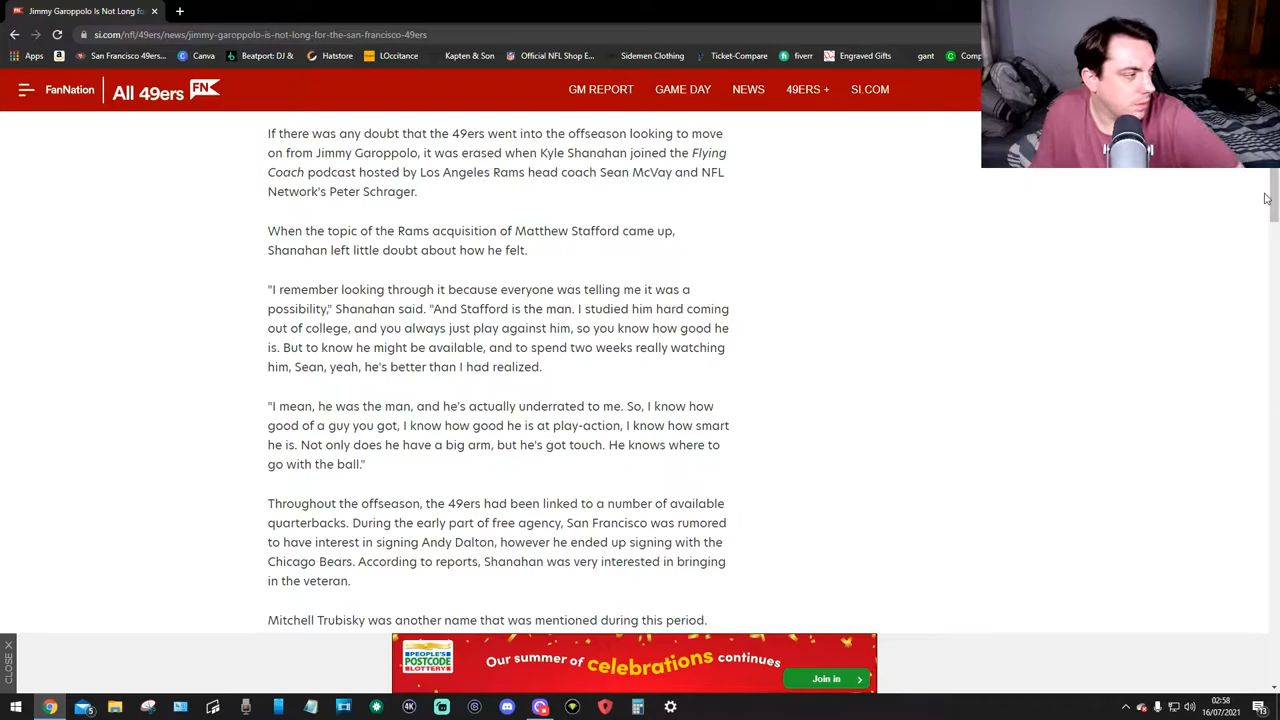 Jimmy Garoppolo Is Not Long fo
si.com/nfl/49ers/news/jimmy-garoppolo-is-not-long-for-the-san-francisco-49ers
Apps
San Francisco 49er...
Canva
Beatport: DJ & ...
Hatstore
LOccitance
Kapten & Son
Official NFL Shop E...
Sidemen Clothing
Ticket-Compare
fiverr
Engraved Gifts
gant
Comp
FanNation
All 49ers FN
GM REPORT
GAME DAY
NEWS
49ERS +
SI.COM
If there was any doubt that the 49ers went into the offseason looking to move
on from Jimmy Garoppolo, it was erased when Kyle Shanahan joined the Flying
Coach podcast hosted by Los Angeles Rams head coach Sean McVay and NFL
Network's Peter Schrager.
When the topic of the Rams acquisition of Matthew Stafford came up,
Shanahan left little doubt about how he felt.
"I remember looking through it because everyone was telling me it was a
possibility," Shanahan said. "And Stafford is the man. I studied him hard coming
out of college, and you always just play against him, so you know how good he
is. But to know he might be available, and to spend two weeks really watching
him, Sean, yeah, he's better than I had realized.
"I mean, he was the man, and he's actually underrated to me. So, I know how
good of a guy you got, I know how good he is at play-action, I know how smart
he is. Not only does he have a big arm, but he's got touch. He knows where to
go with the ball."
Throughout the offseason, the 49ers had been linked to a number of available
quarterbacks. During the early part of free agency, San Francisco was rumored
to have interest in signing Andy Dalton, however he ended up signing with the
Chicago Bears. According to reports, Shanahan was very interested in bringing
in the veteran.
Mitchell Trubisky was another name that was mentioned during this period.
CLOSE X
PEOPLE'S
POSTCODE
LOTTERY
Our summer of celebrations continues
Join in
4K
02:58
16/07/2021